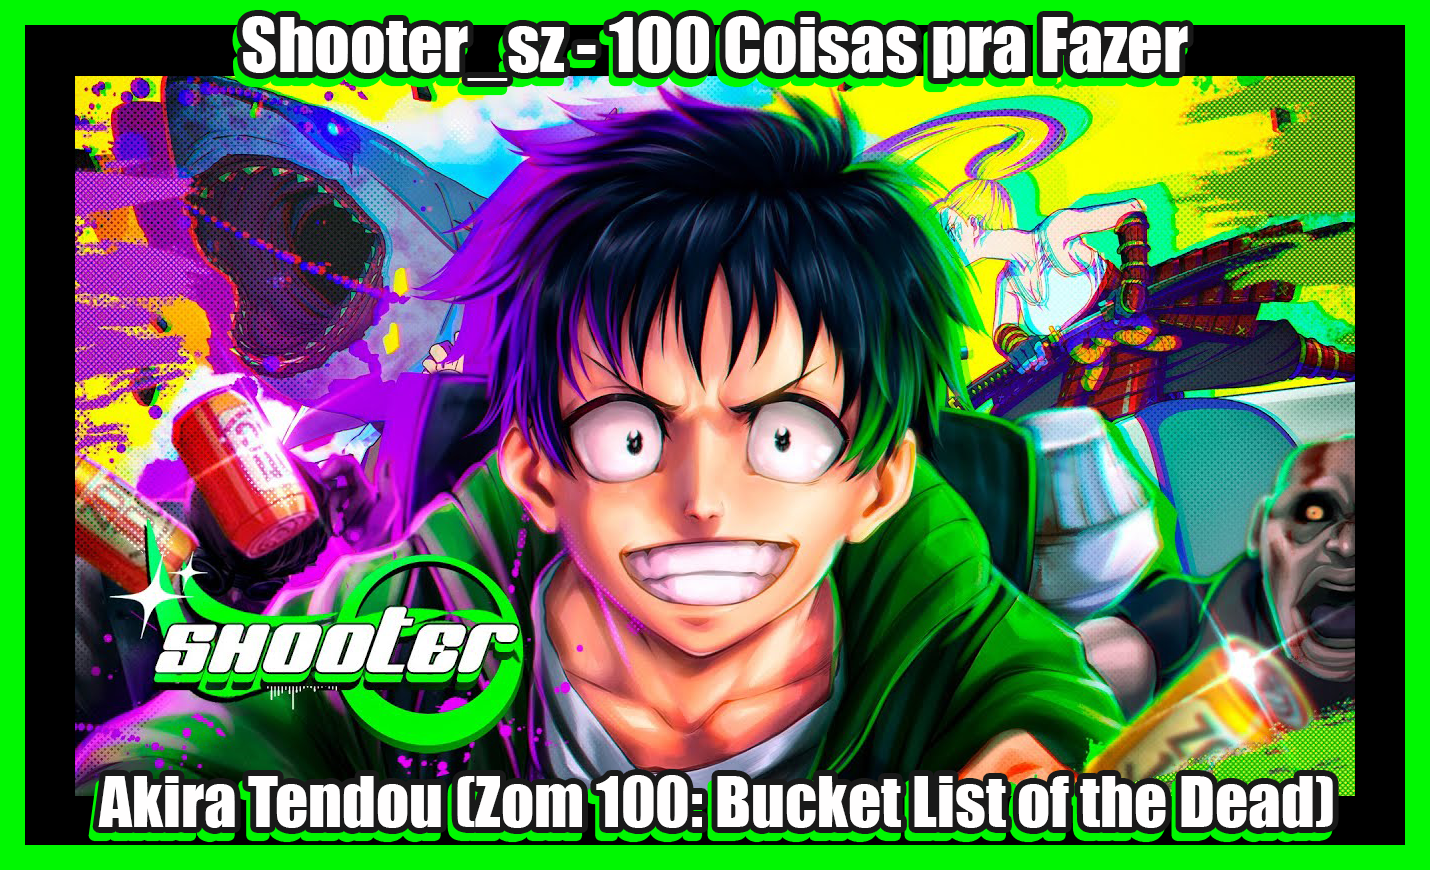 Shooter_sz - 100 Coisas pra Fazer
SHOOTER
Akira Tendou (Zom 100: Bucket List of the Dead)